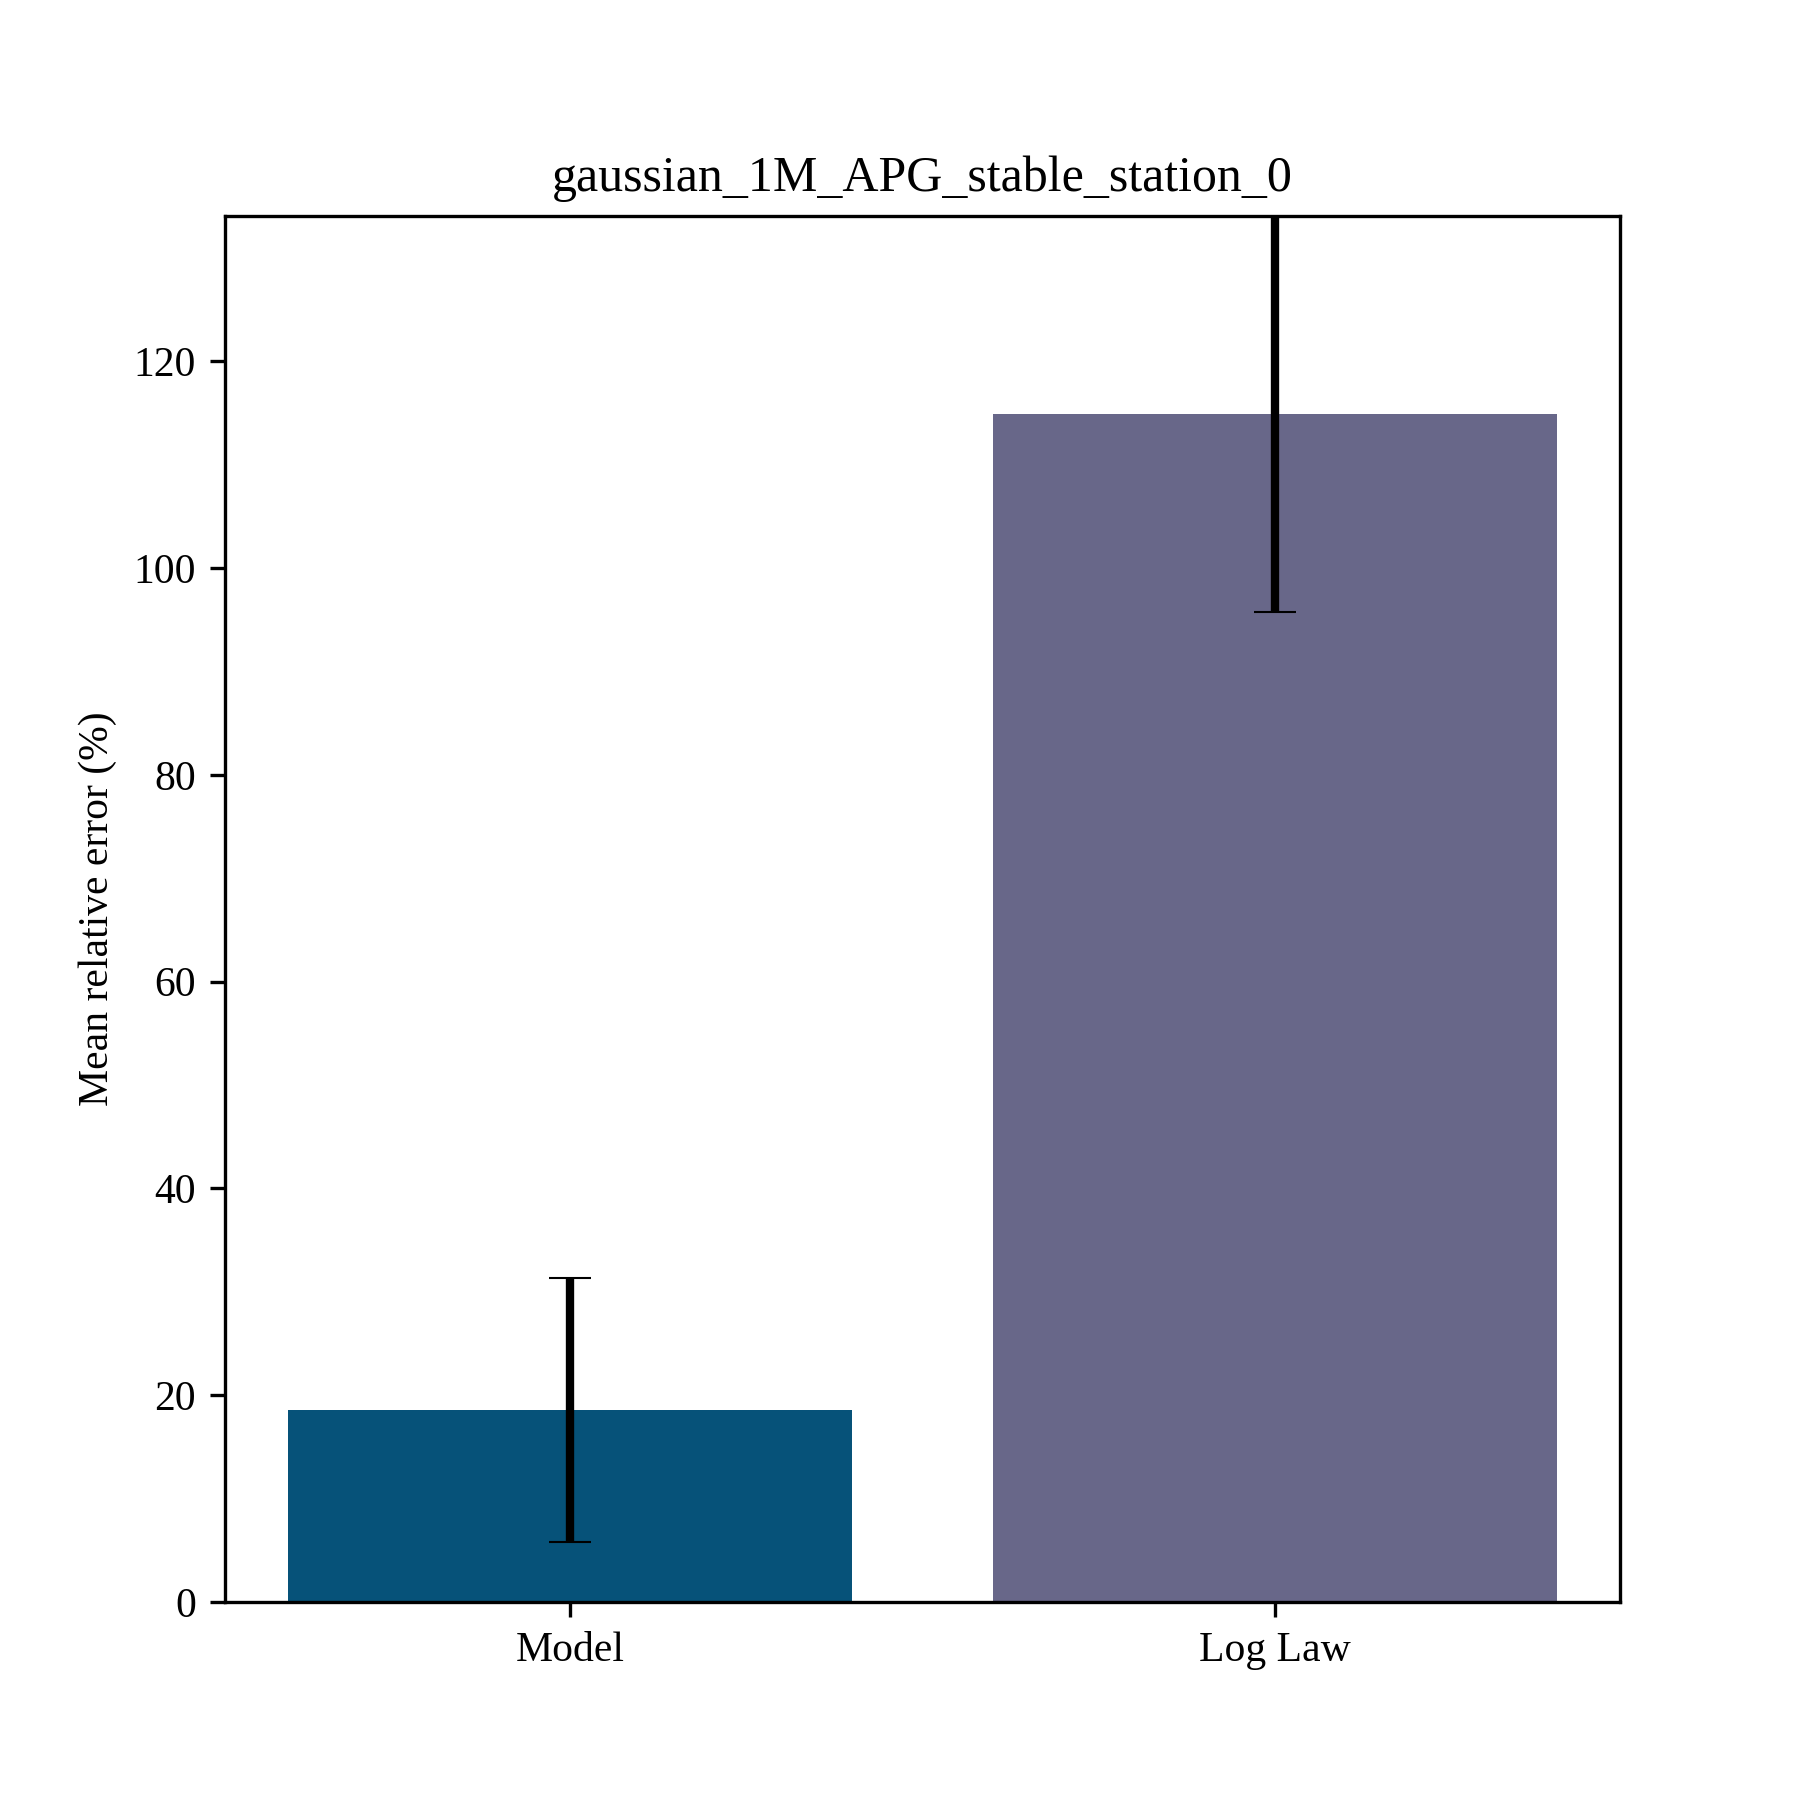 gaussian_1M_APG_stable_station_0
Mean relative error (%)
120
100
80
60
40
20
0
Model
Log Law